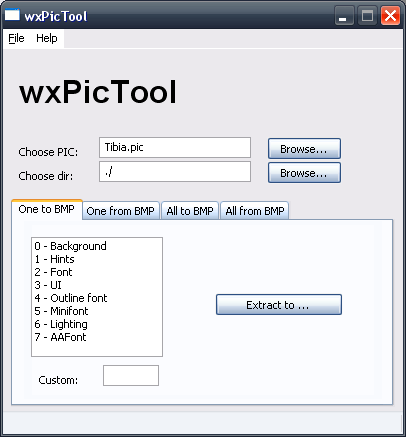 wxPicTool
File Help
wxPicTool
Choose PIC: Tibia.pic Browse...
Choose dir: ./ Browse...
One to BMP One from BMP All to BMP All from BMP
0 - Background
1 - Hints
2 - Font
3 - UI
4 - Outline font
5 - Minifont
6 - Lighting
7 - AAFont
Extract to ...
Custom: